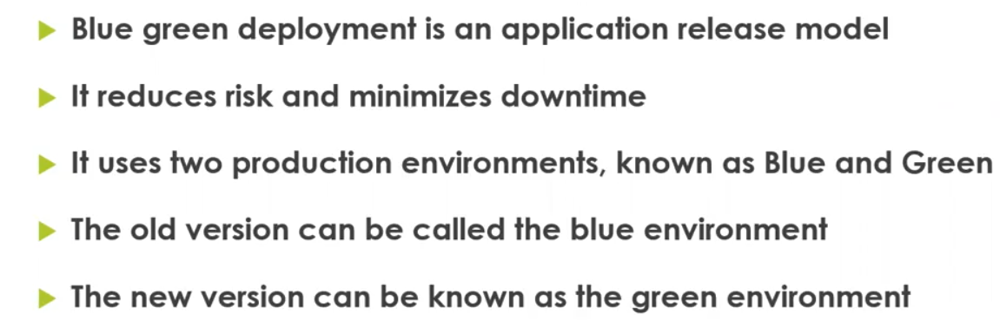 Blue green deployment is an application release model
It reduces risk and minimizes downtime
It uses two production environments, known as Blue and Green
The old version can be called the blue environment
The new version can be known as the green environment